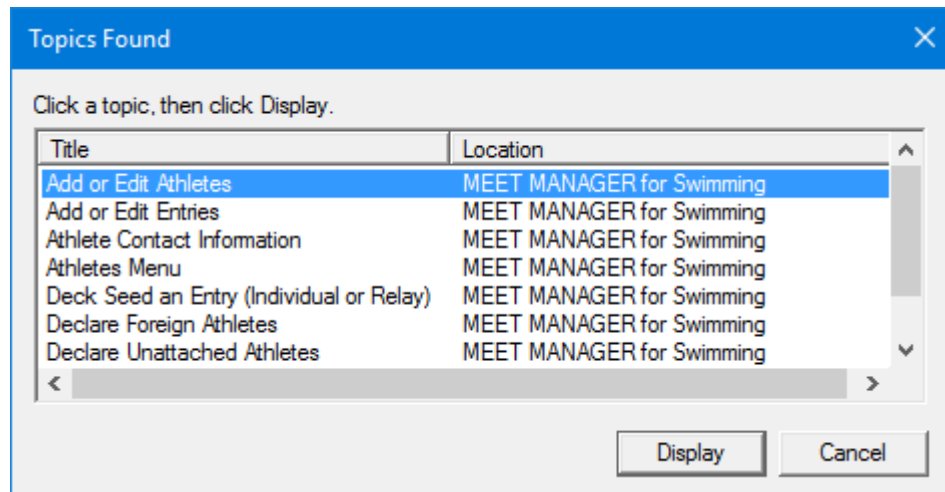 Topics Found
Click a topic, then click Display.
Title Location
Add or Edit Athletes MEET MANAGER for Swimming
Add or Edit Entries MEET MANAGER for Swimming
Athlete Contact Information MEET MANAGER for Swimming
Athletes Menu MEET MANAGER for Swimming
Deck Seed an Entry (Individual or Relay) MEET MANAGER for Swimming
Declare Foreign Athletes MEET MANAGER for Swimming
Declare Unattached Athletes MEET MANAGER for Swimming
Display Cancel